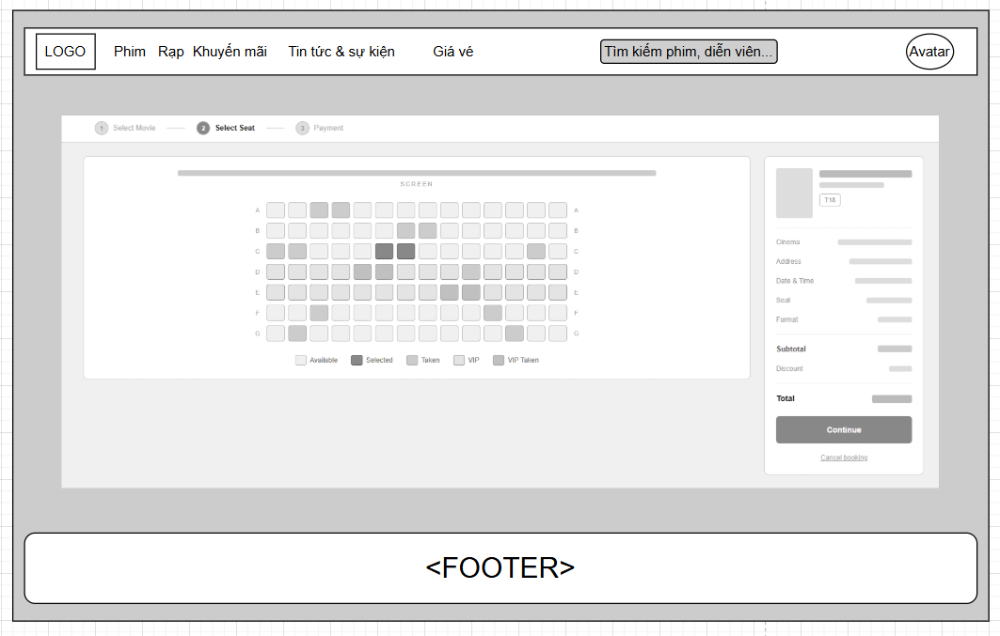 LOGO Phim Rạp Khuyến mãi Tin tức & sự kiện Giá vé Tìm kiếm phim, diễn viên... Avatar
1 Select Movie 2 Select Seat 3 Payment
SCREEN
A A
B B
C C
D D
E E
F F
G G
Available Selected Taken VIP VIP Taken
T18
Cinema
Address
Date & Time
Seat
Format
Subtotal
Discount
Total
Continue
Cancel booking
<FOOTER>